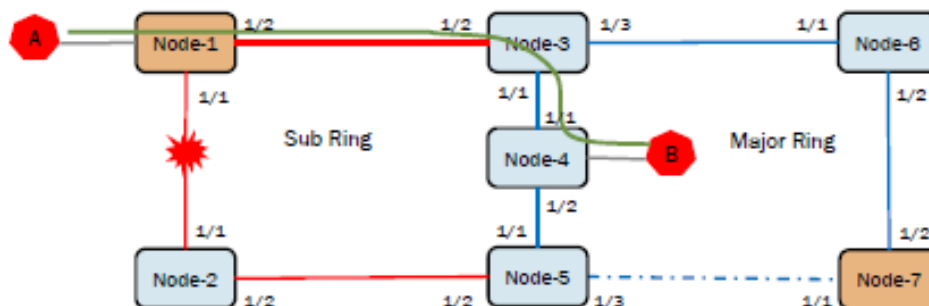 A
Node-1
1/2
1/2
Node-3
1/3
1/1
Node-6
1/1
1/1
1/2
Sub Ring
1/1
Node-4
B
Major Ring
1/2
1/1
1/1
1/2
Node-2
1/2
1/2
Node-5
1/3
1/1
Node-7